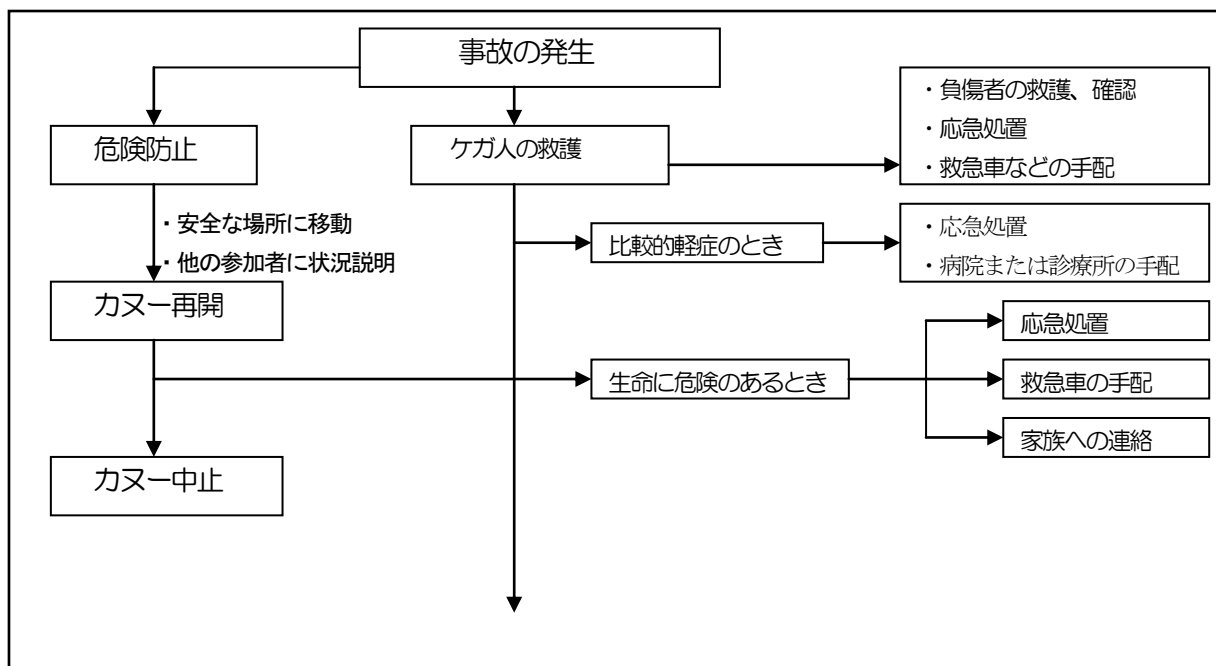 事故の発生
危険防止
ケガ人の救護
・負傷者の救護、確認
・応急処置
・救急車などの手配
・安全な場所に移動
・他の参加者に状況説明
比較的軽症のとき
・応急処置
・病院または診療所の手配
カヌー再開
生命に危険のあるとき
応急処置
救急車の手配
家族への連絡
カヌー中止